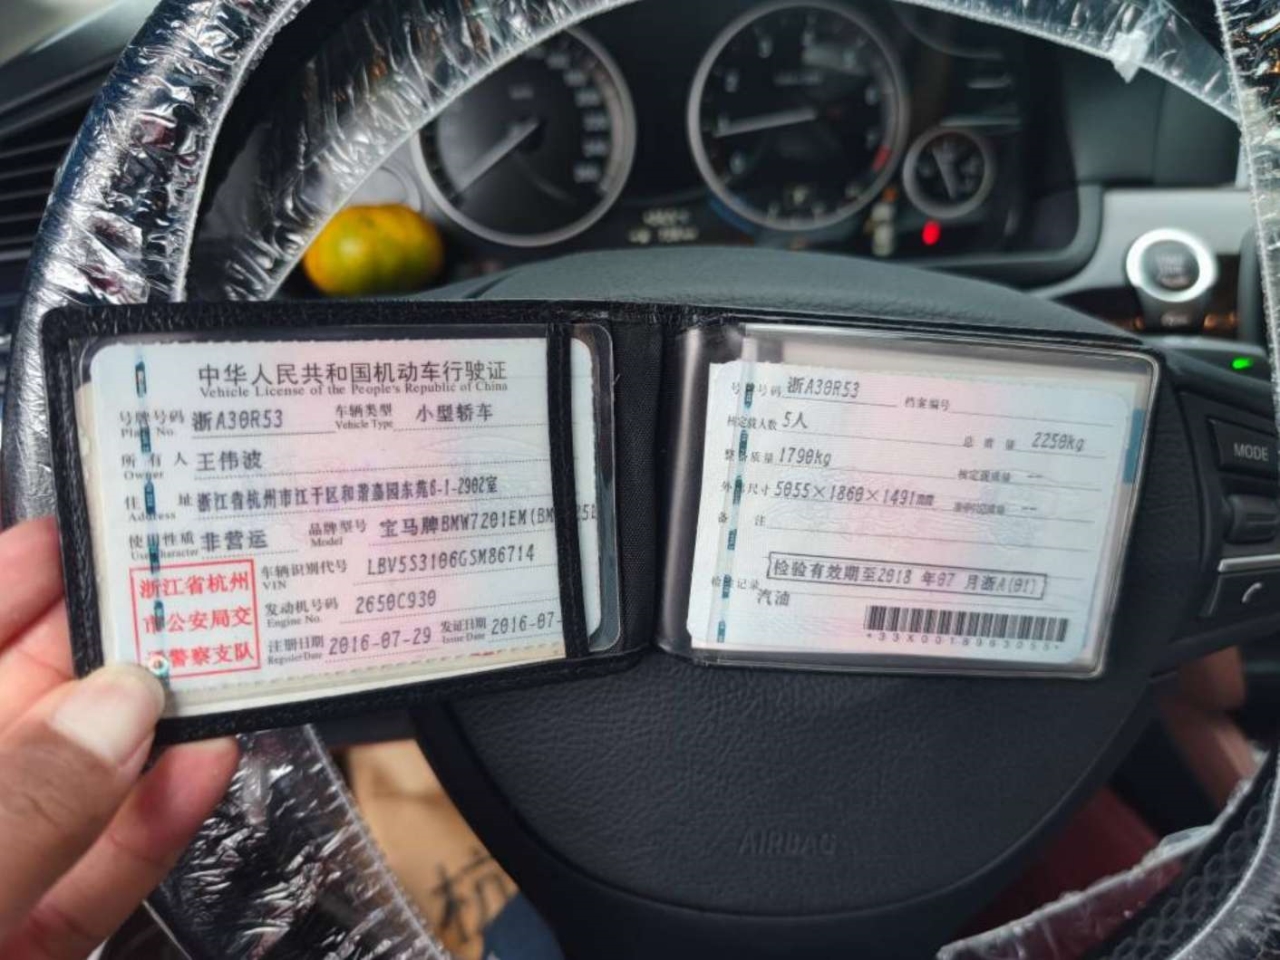 中华人民共和国机动车行驶证
Vehicle License of the People's Republic of China
号牌号码 浙A30R53 车辆类型 小型轿车
Plate No. Vehicle Type
所有人 王伟波
Owner
住址 浙江省杭州市江干区和谐嘉园东苑6-1-2902室
Address
使用性质 非营运 品牌型号 宝马牌BMW7201EM(BM
Use Character Model
浙江省杭州
市公安局交
警察支队
车辆识别代号 LBV5S3106GSM86714
VIN
发动机号码 2650C930
Engine No.
注册日期 2016-07-29 发证日期 2016-07-
Register Date Issue Date
号牌号码 浙A30R53 档案编号
核定载人数 5人 总质量 2250kg
整备质量 1790kg 核定载质量 --
外廓尺寸 5055×1860×1491mm --
备注
检验记录 检验有效期至2018年07月浙A(01)
汽油
MODE
AIRBAG